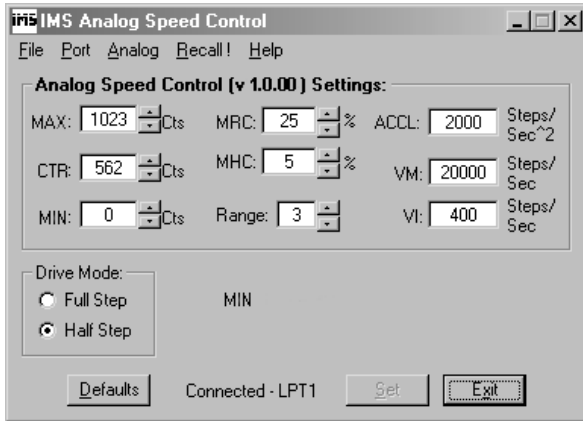 ims IMS Analog Speed Control
File Port Analog Recall! Help
Analog Speed Control (v 1.0.00 ) Settings:
MAX: 1023 Cts MRC: 25 % ACCL: 2000 Steps/Sec^2
CTR: 562 Cts MHC: 5 % VM: 20000 Steps/Sec
MIN: 0 Cts Range: 3 VI: 400 Steps/Sec
Drive Mode:
Full Step MIN
Half Step
Defaults Connected - LPT1 Set Exit